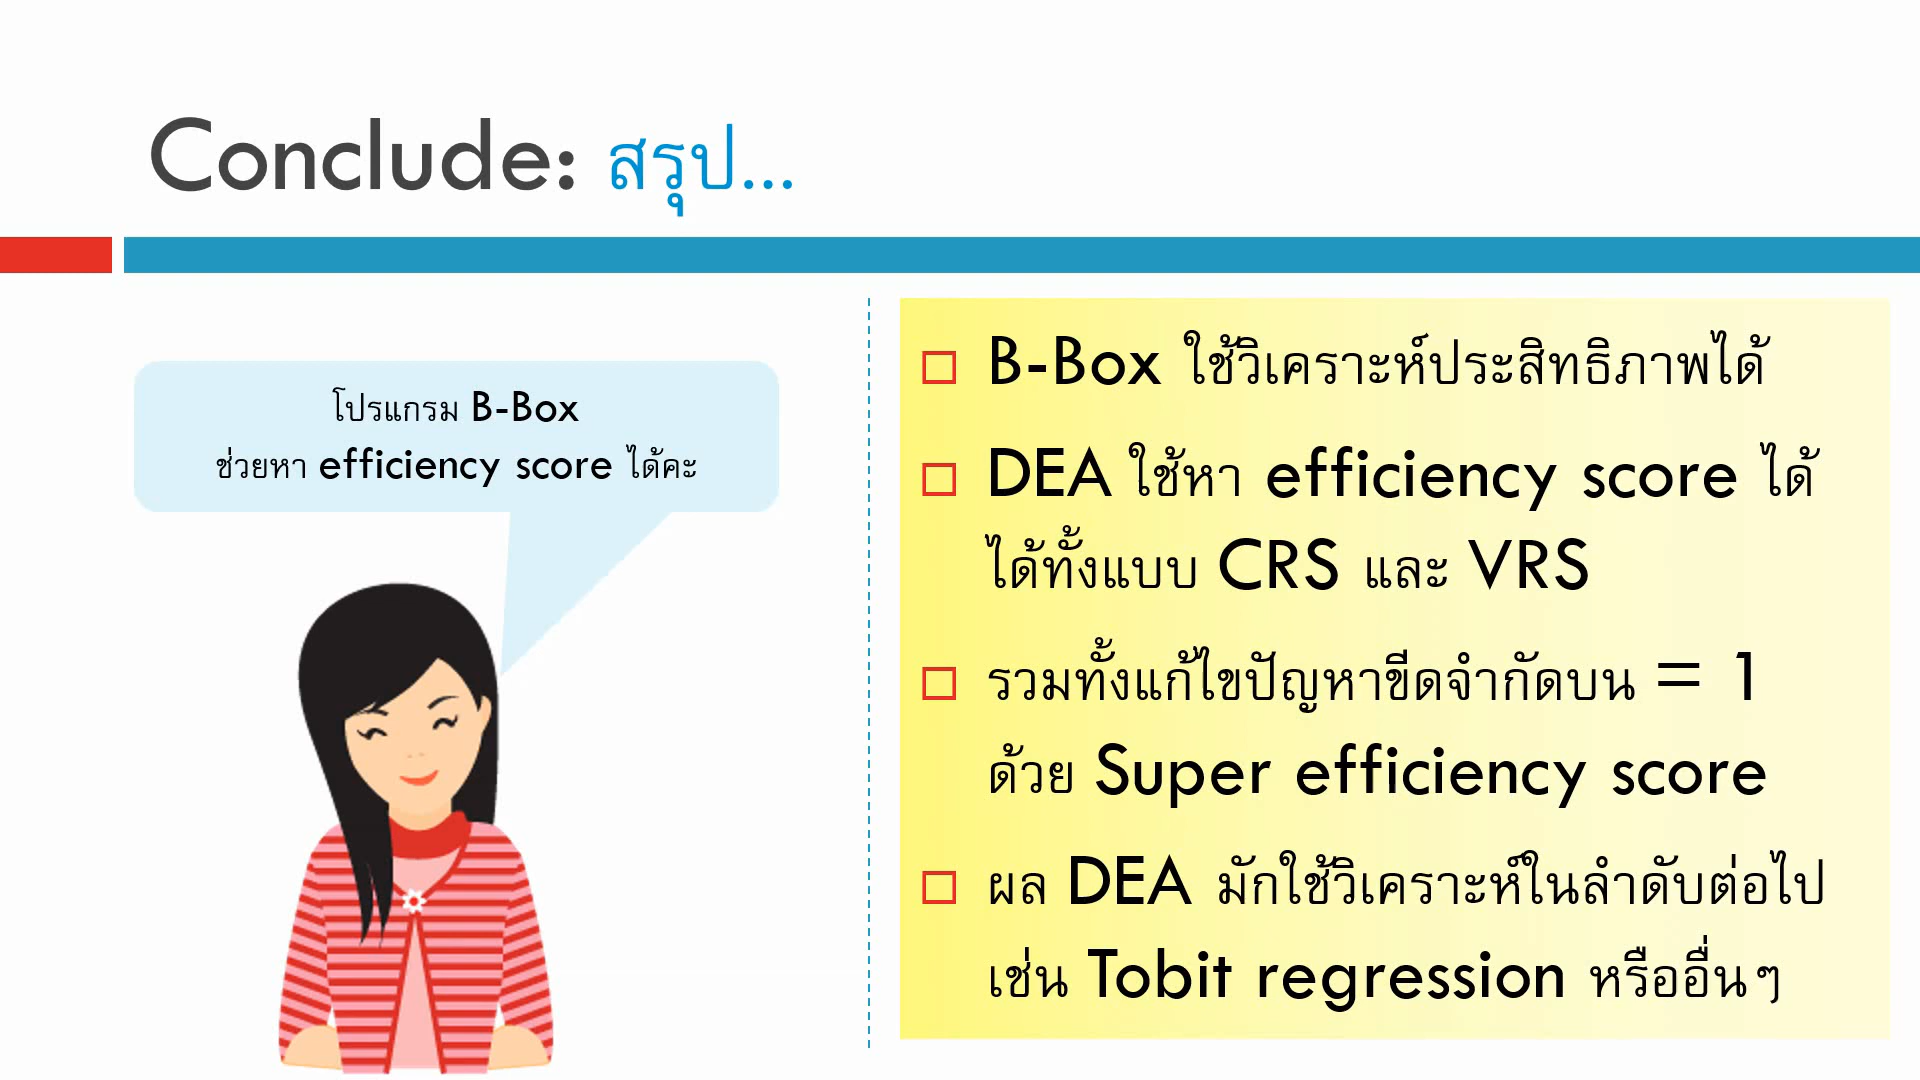 Conclude: สรุป...
โปรแกรม B-Box
ช่วยหา efficiency score ได้คะ
B-Box ใช้วิเคราะห์ประสิทธิภาพได้
DEA ใช้หา efficiency score ได้
ได้ทั้งแบบ CRS และ VRS
รวมทั้งแก้ไขปัญหาขีดจำกัดบน = 1
ด้วย Super efficiency score
ผล DEA มักใช้วิเคราะห์ในลำดับต่อไป
เช่น Tobit regression หรืออื่นๆ